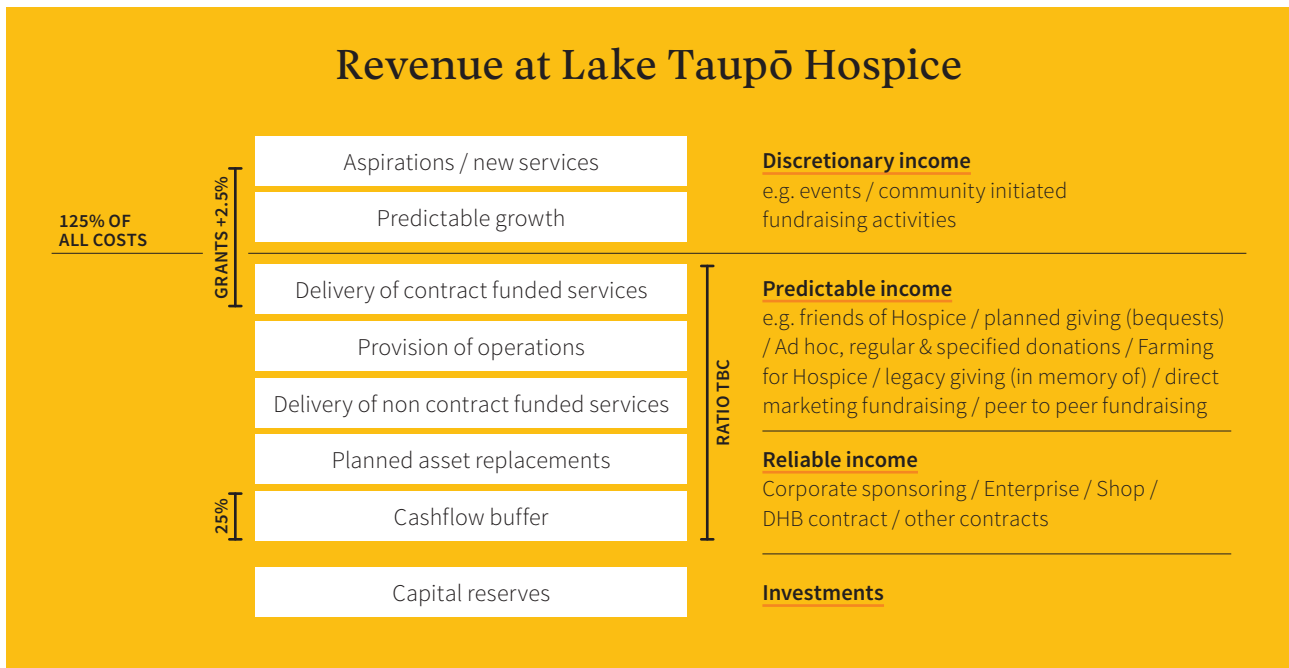 Revenue at Lake Taupō Hospice
125% OF
ALL COSTS
GRANTS +2.5%
25%
Aspirations / new services
Predictable growth
Delivery of contract funded services
Provision of operations
Delivery of non contract funded services
Planned asset replacements
Cashflow buffer
Capital reserves
RATIO TBC
Discretionary income
e.g. events / community initiated
fundraising activities
Predictable income
e.g. friends of Hospice / planned giving (bequests)
/ Ad hoc, regular & specified donations / Farming
for Hospice / legacy giving (in memory of) / direct
marketing fundraising / peer to peer fundraising
Reliable income
Corporate sponsoring / Enterprise / Shop /
DHB contract / other contracts
Investments